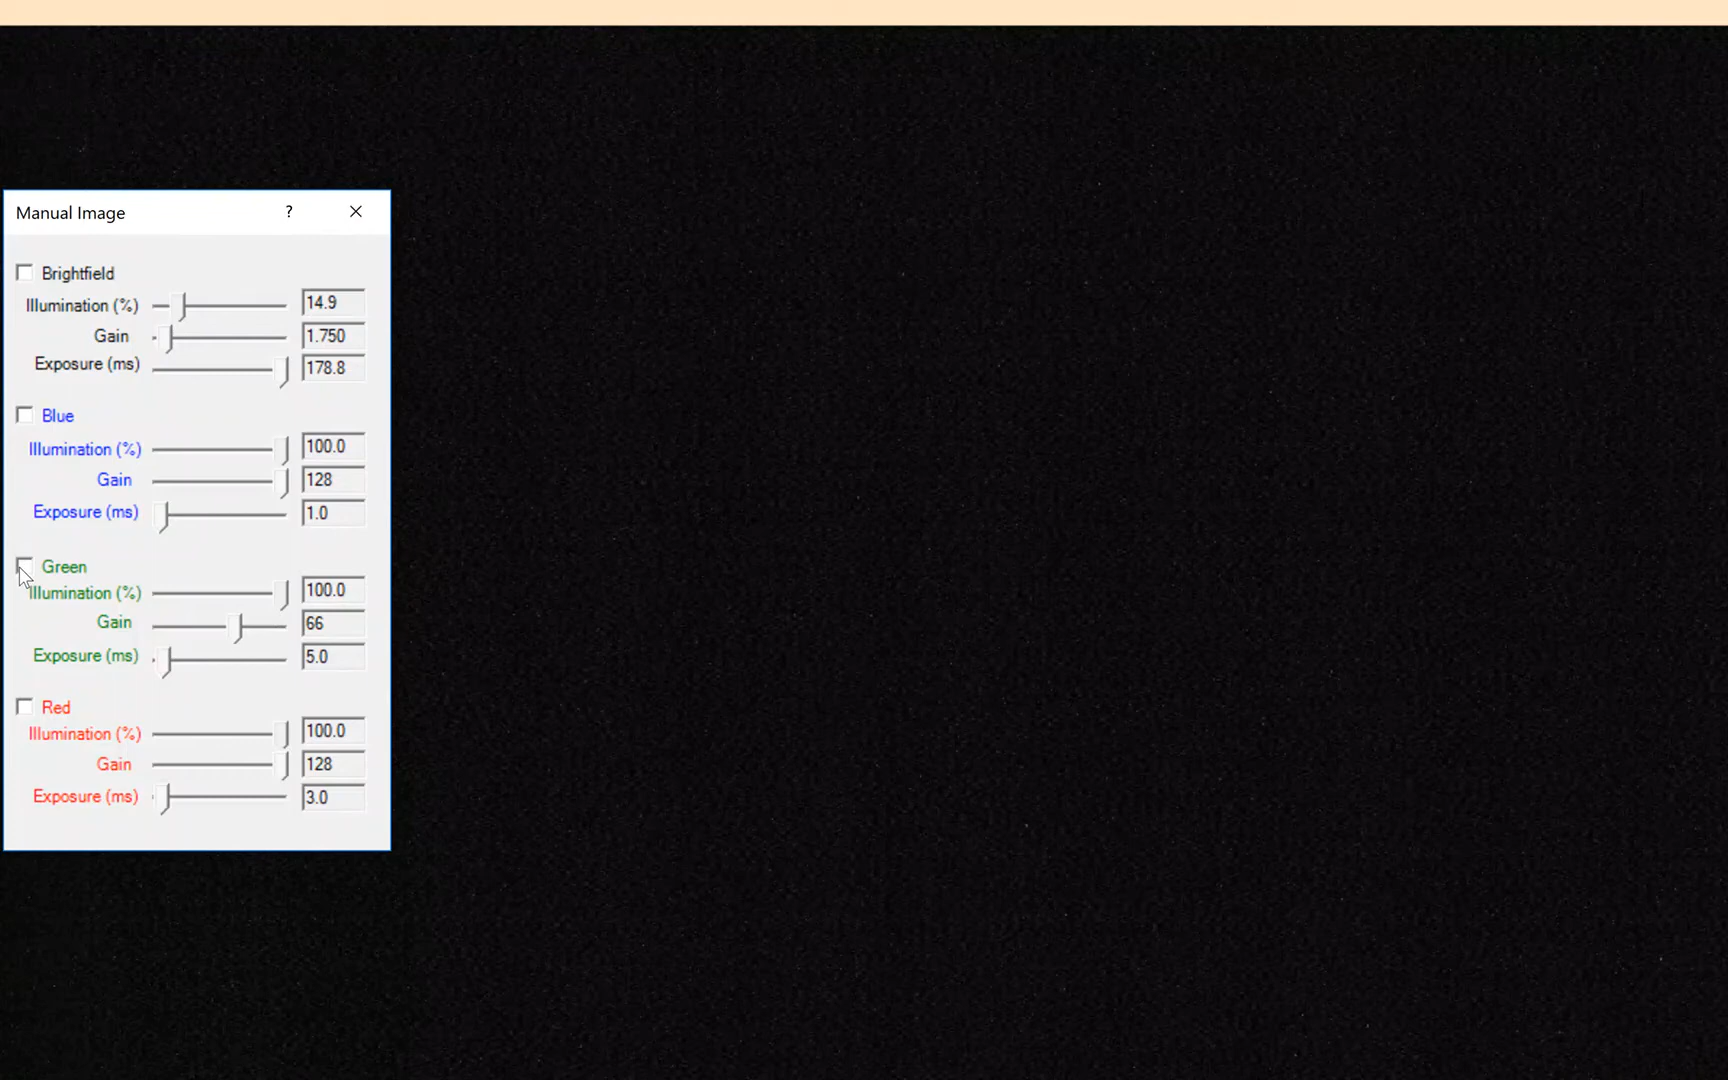 Manual Image ?
Brightfield
Illumination (%) 14.9
Gain 1.750
Exposure (ms) 178.8
Blue
Illumination (%) 100.0
Gain 128
Exposure (ms) 1.0
Green
Illumination (%) 100.0
Gain 66
Exposure (ms) 5.0
Red
Illumination (%) 100.0
Gain 128
Exposure (ms) 3.0